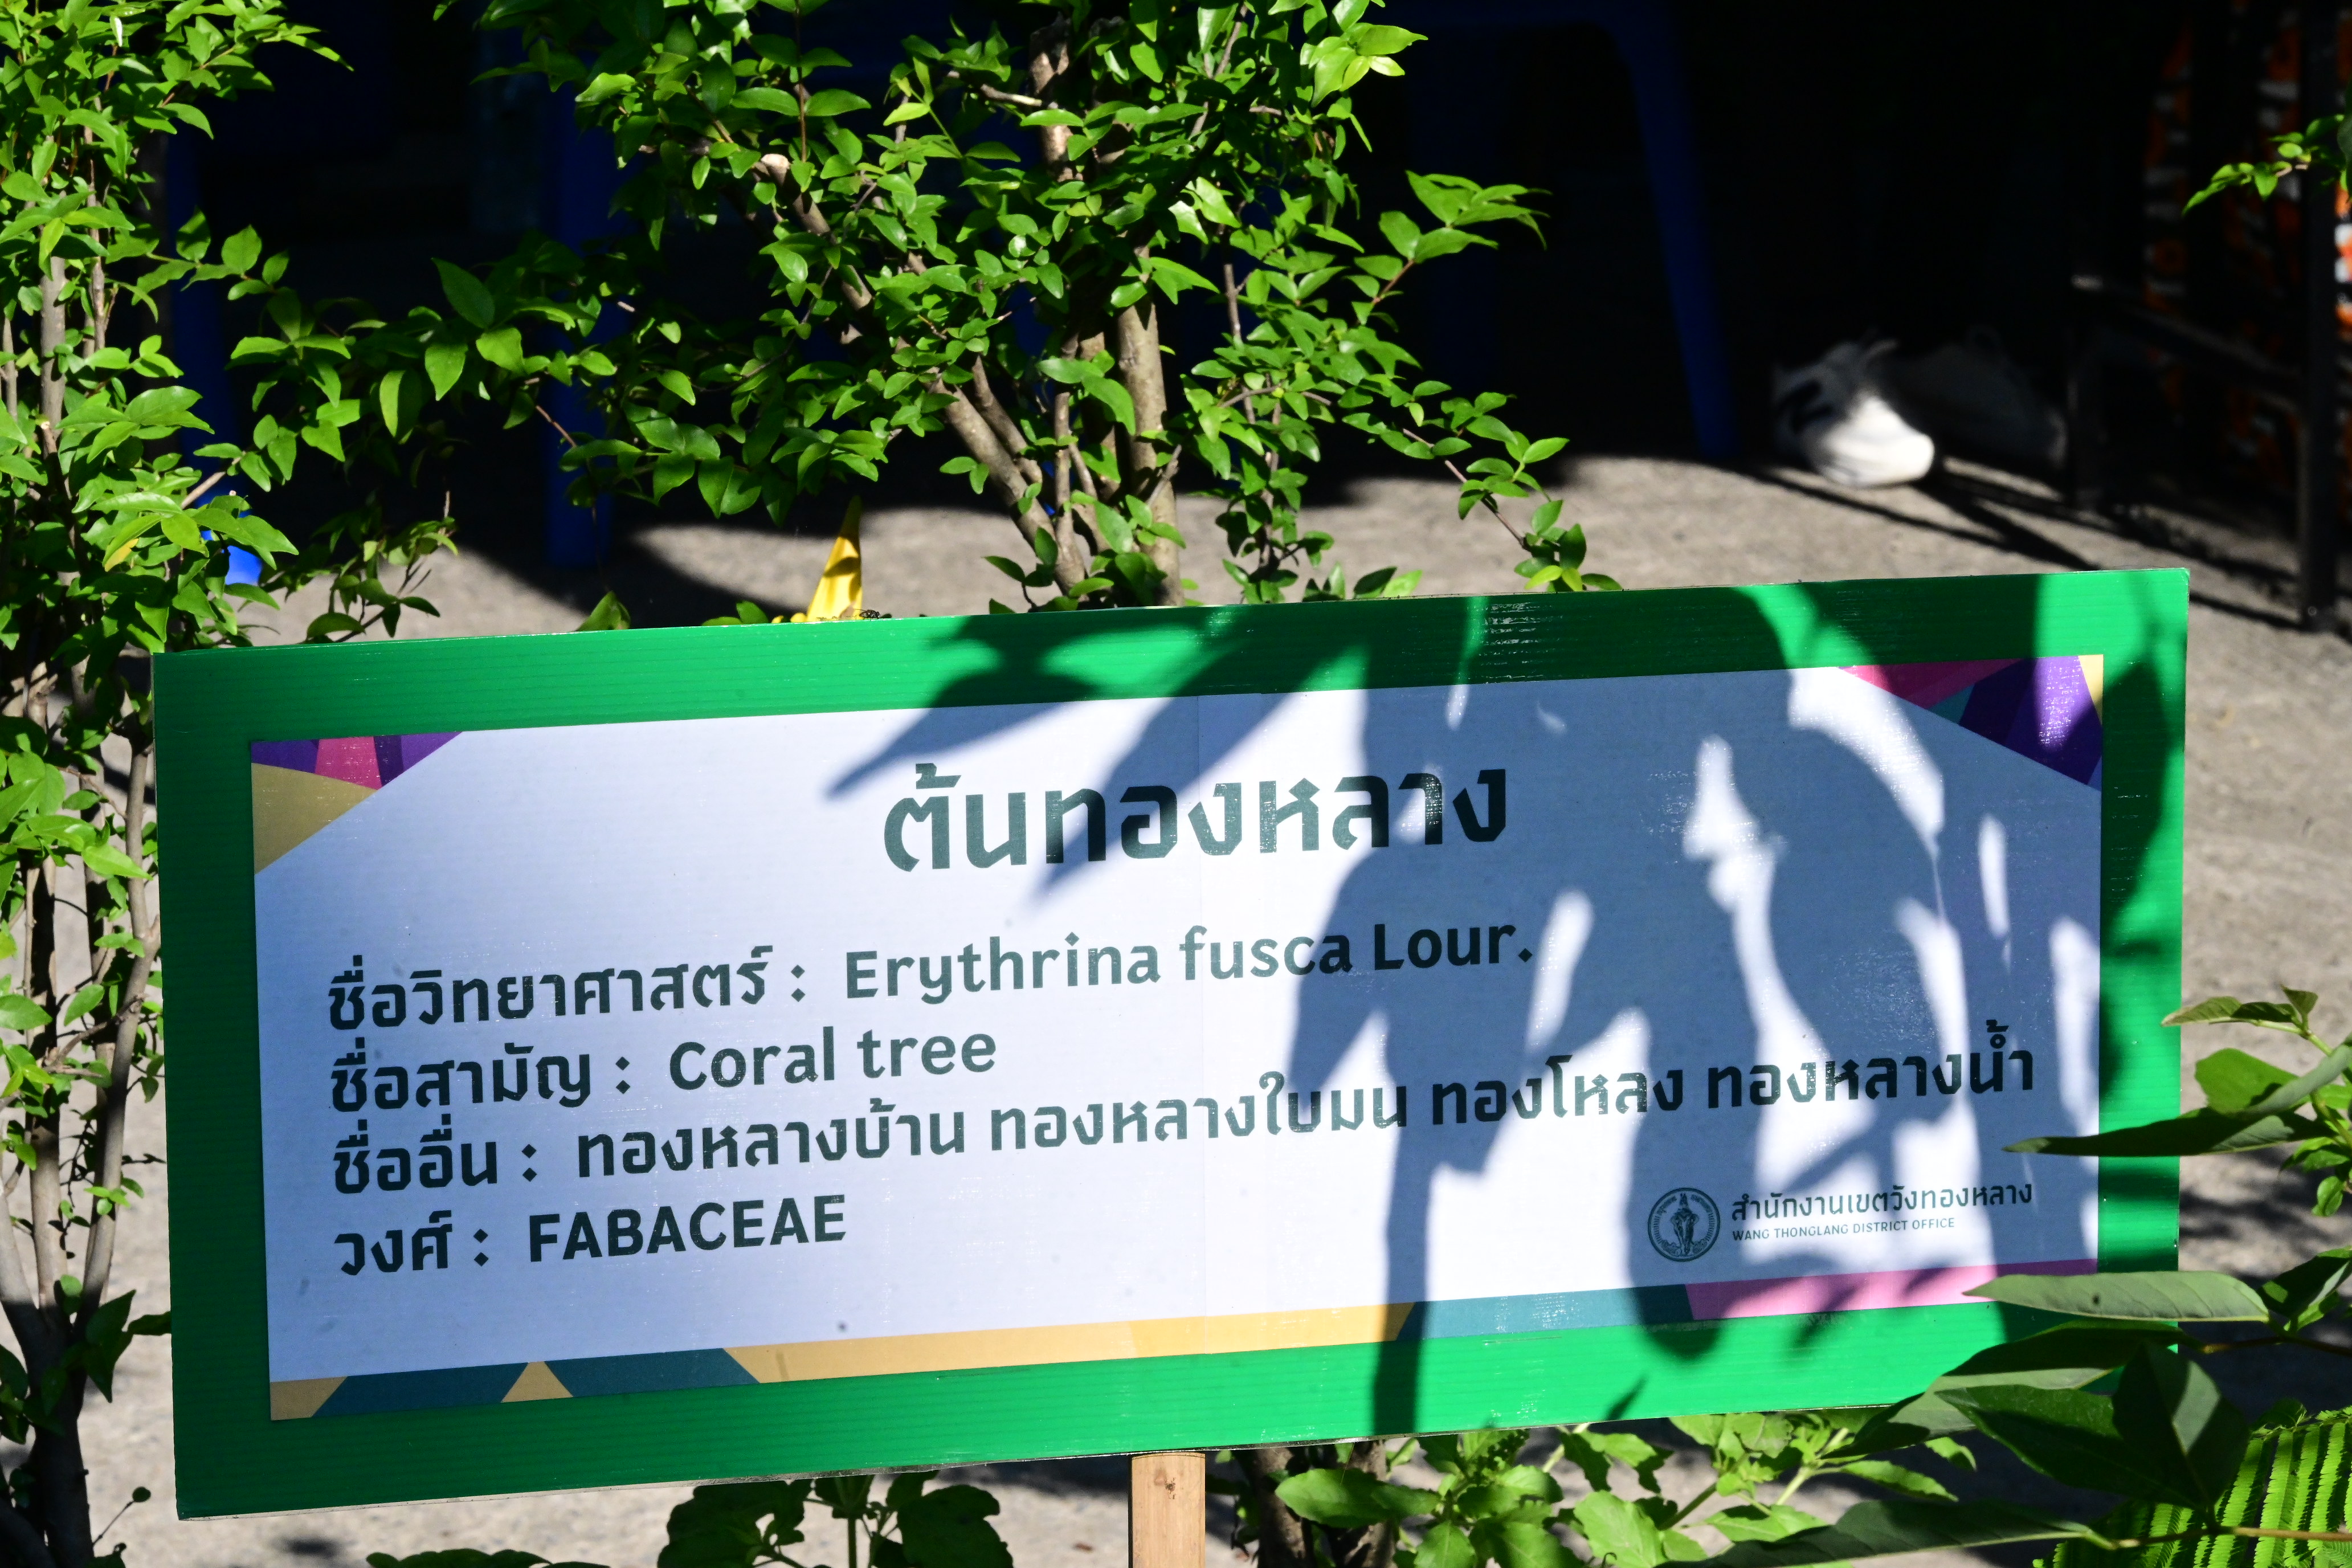 ต้นทองหลาง
ชื่อวิทยาศาสตร์ : Erythrina fusca Lour.
ชื่อสามัญ : Coral tree
ชื่ออื่น : ทองหลางบ้าน ทองหลางใบมน ทองโหลง ทองหลางน้ำ
วงศ์ : FABACEAE
สำนักงานเขตวังทองหลาง
WANG THONGLANG DISTRICT OFFICE